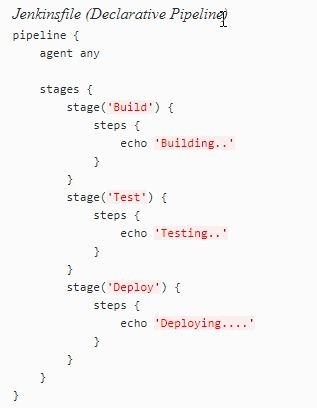 Jenkinsfile (Declarative Pipeline)
pipeline {
    agent any

    stages {
        stage('Build') {
            steps {
                echo 'Building..'
            }
        }
        stage('Test') {
            steps {
                echo 'Testing..'
            }
        }
        stage('Deploy') {
            steps {
                echo 'Deploying....'
            }
        }
    }
}